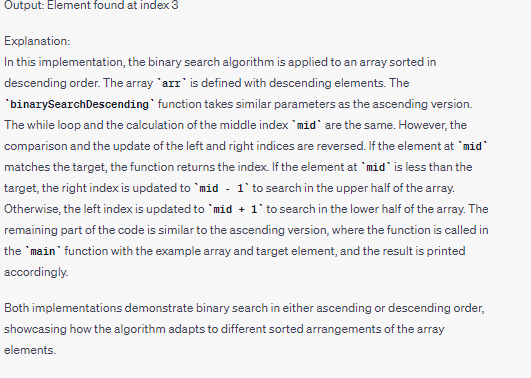 Output: Element found at index 3
Explanation:
In this implementation, the binary search algorithm is applied to an array sorted in
descending order. The array `arr` is defined with descending elements. The
`binarySearchDescending` function takes similar parameters as the ascending version.
The while loop and the calculation of the middle index `mid` are the same. However, the
comparison and the update of the left and right indices are reversed. If the element at `mid`
matches the target, the function returns the index. If the element at `mid` is less than the
target, the right index is updated to `mid - 1` to search in the upper half of the array.
Otherwise, the left index is updated to `mid + 1` to search in the lower half of the array. The
remaining part of the code is similar to the ascending version, where the function is called in
the `main` function with the example array and target element, and the result is printed
accordingly.
Both implementations demonstrate binary search in either ascending or descending order,
showcasing how the algorithm adapts to different sorted arrangements of the array
elements.